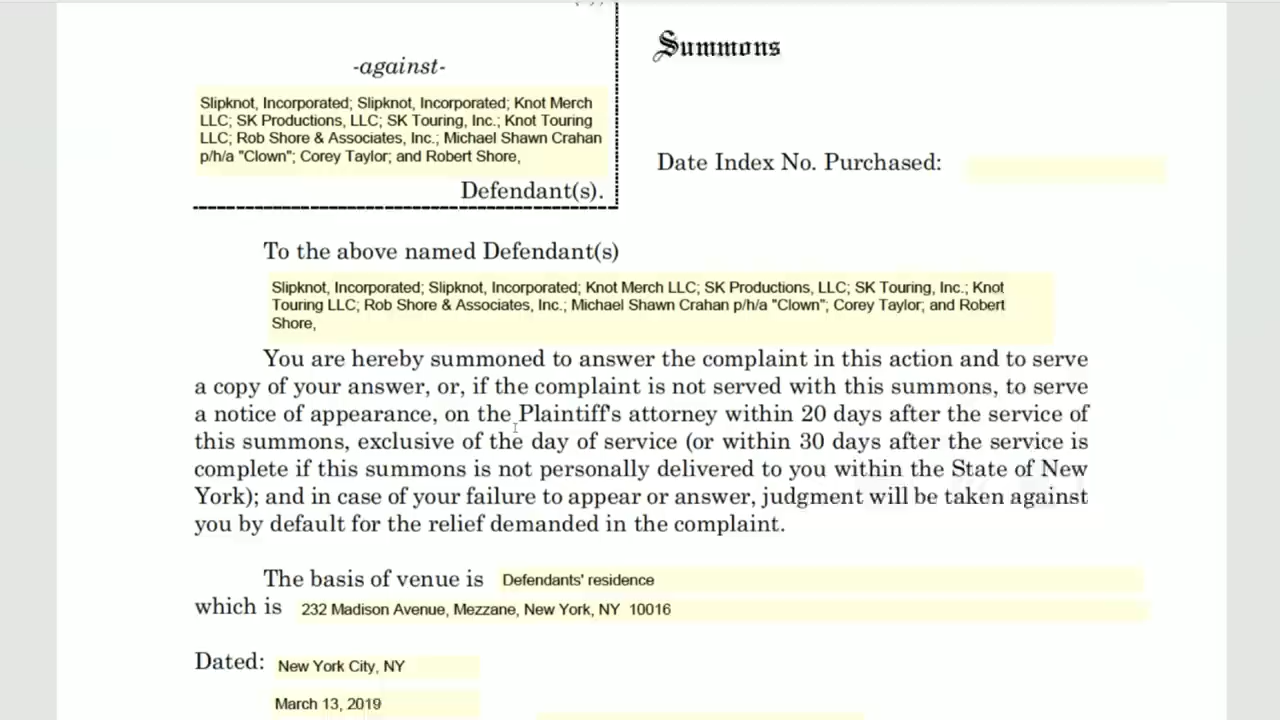 Summons
-against-
Slipknot, Incorporated; Slipknot, Incorporated; Knot Merch
LLC; SK Productions, LLC; SK Touring, Inc.; Knot Touring
LLC; Rob Shore & Associates, Inc.; Michael Shawn Crahan
p/h/a "Clown"; Corey Taylor; and Robert Shore,
Date Index No. Purchased:
Defendant(s).
To the above named Defendant(s)
Slipknot, Incorporated; Slipknot, Incorporated; Knot Merch LLC; SK Productions, LLC; SK Touring, Inc.; Knot
Touring LLC; Rob Shore & Associates, Inc.; Michael Shawn Crahan p/h/a "Clown"; Corey Taylor; and Robert
Shore,
You are hereby summoned to answer the complaint in this action and to serve
a copy of your answer, or, if the complaint is not served with this summons, to serve
a notice of appearance, on the Plaintiff's attorney within 20 days after the service of
this summons, exclusive of the day of service (or within 30 days after the service is
complete if this summons is not personally delivered to you within the State of New
York); and in case of your failure to appear or answer, judgment will be taken against
you by default for the relief demanded in the complaint.
The basis of venue is Defendants' residence
which is 232 Madison Avenue, Mezzane, New York, NY 10016
Dated: New York City, NY
March 13, 2019